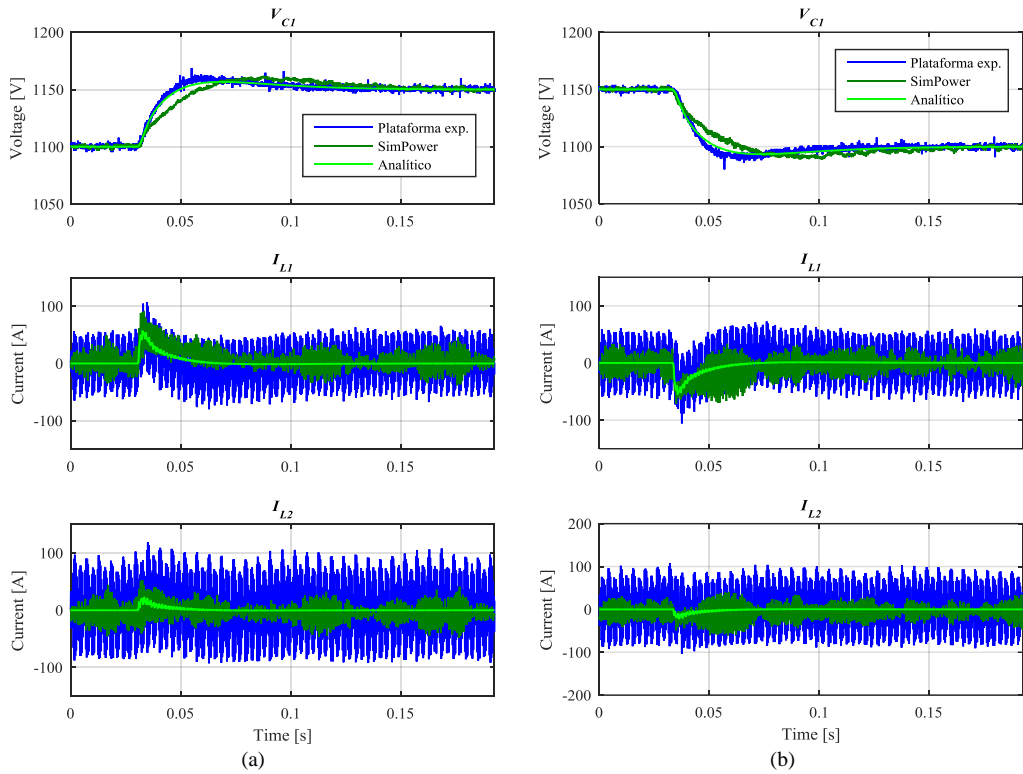 V_C1
1200
1150
1100
1050
Voltage [V]
0 0.05 0.1 0.15
Plataforma exp.
SimPower
Analítico
I_L1
100
0
-100
Current [A]
0 0.05 0.1 0.15
I_L2
100
0
-100
Current [A]
0 0.05 0.1 0.15
Time [s]
(a)
V_C1
1200
1150
1100
1050
Voltage [V]
0 0.05 0.1 0.15
Plataforma exp.
SimPower
Analítico
I_L1
100
0
-100
Current [A]
0 0.05 0.1 0.15
I_L2
200
100
0
-100
-200
Current [A]
0 0.05 0.1 0.15
Time [s]
(b)